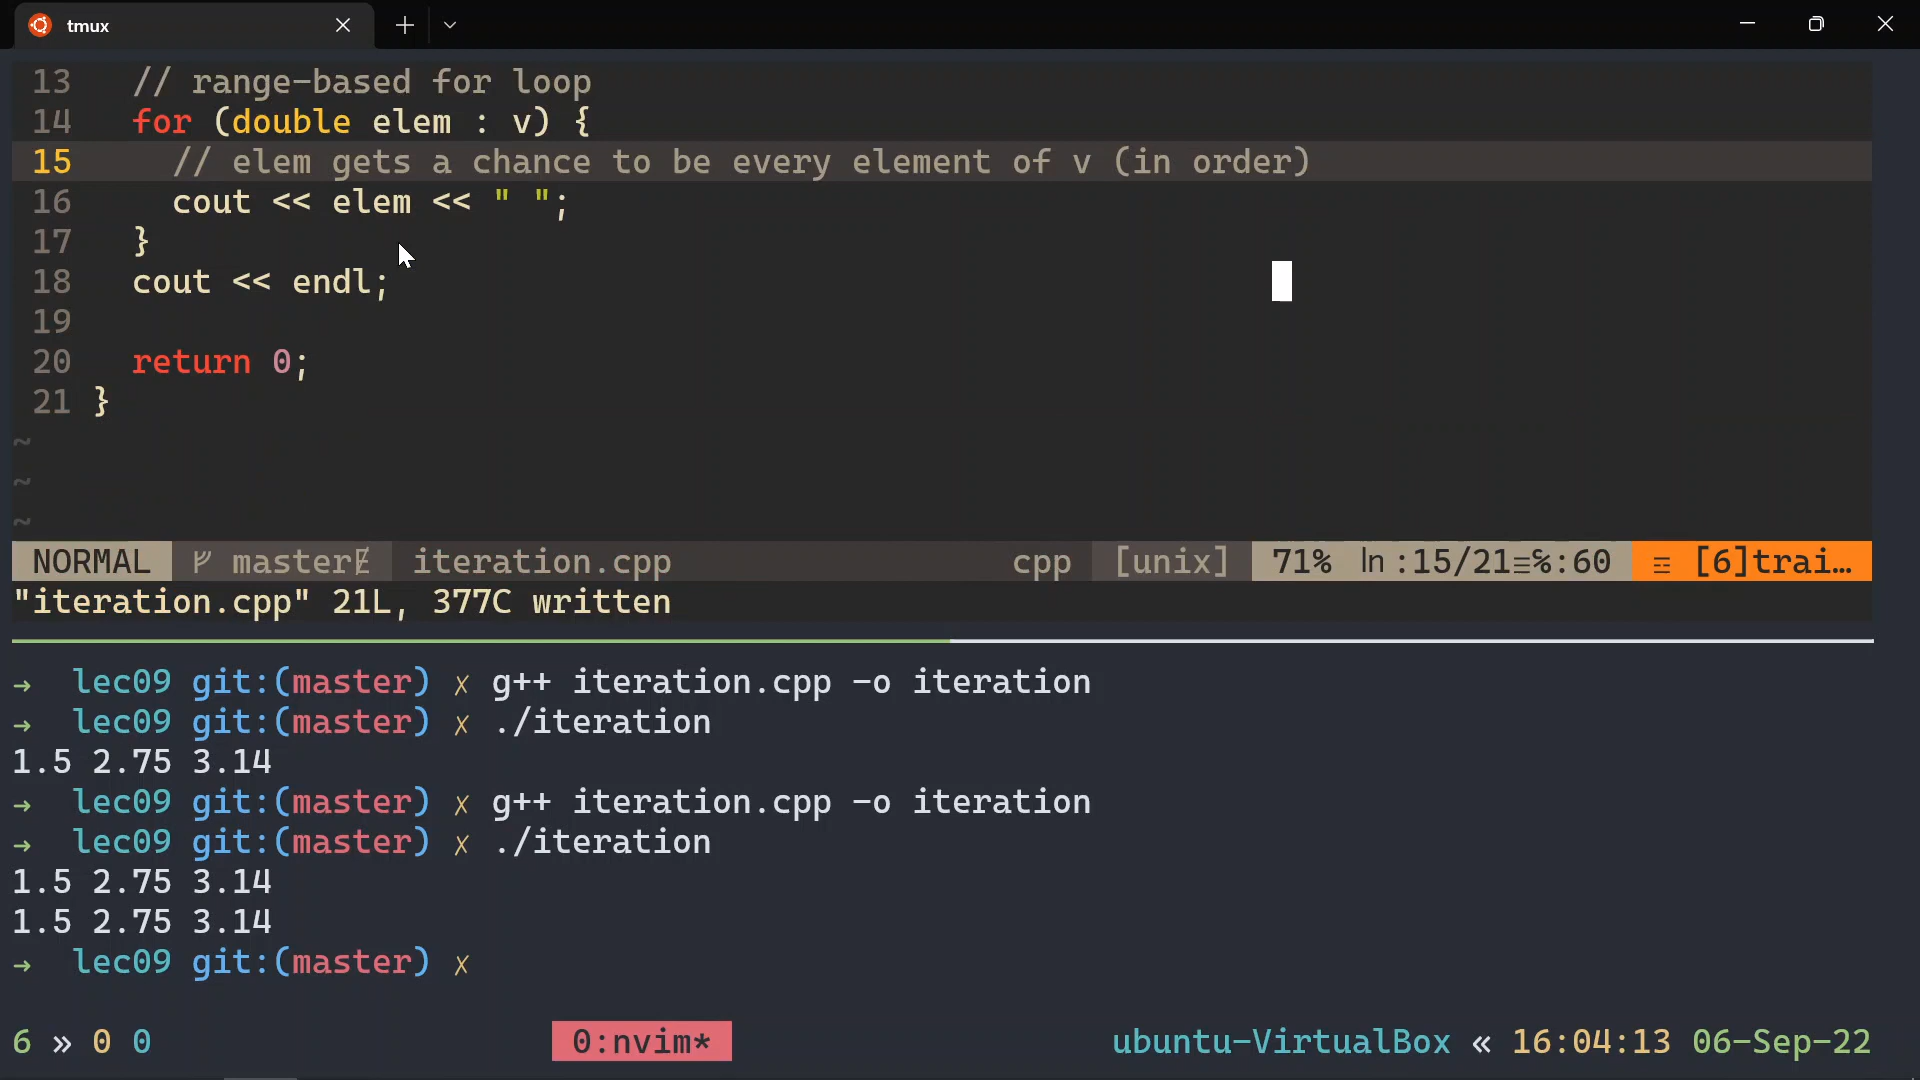 tmux
13 // range-based for loop
14 for (double elem : v) {
15 // elem gets a chance to be every element of v (in order)
16 cout << elem << " ";
17 }
18 cout << endl;
19
20 return 0;
21 }
~
~
~
NORMAL master iteration.cpp cpp [unix] 71% ln:15/21≡%:60 [6]trai…
"iteration.cpp" 21L, 377C written
→ lec09 git:(master) ✗ g++ iteration.cpp -o iteration
→ lec09 git:(master) ✗ ./iteration
1.5 2.75 3.14
→ lec09 git:(master) ✗ g++ iteration.cpp -o iteration
→ lec09 git:(master) ✗ ./iteration
1.5 2.75 3.14
1.5 2.75 3.14
→ lec09 git:(master) ✗
6 » 0 0 0:nvim* ubuntu-VirtualBox « 16:04:13 06-Sep-22